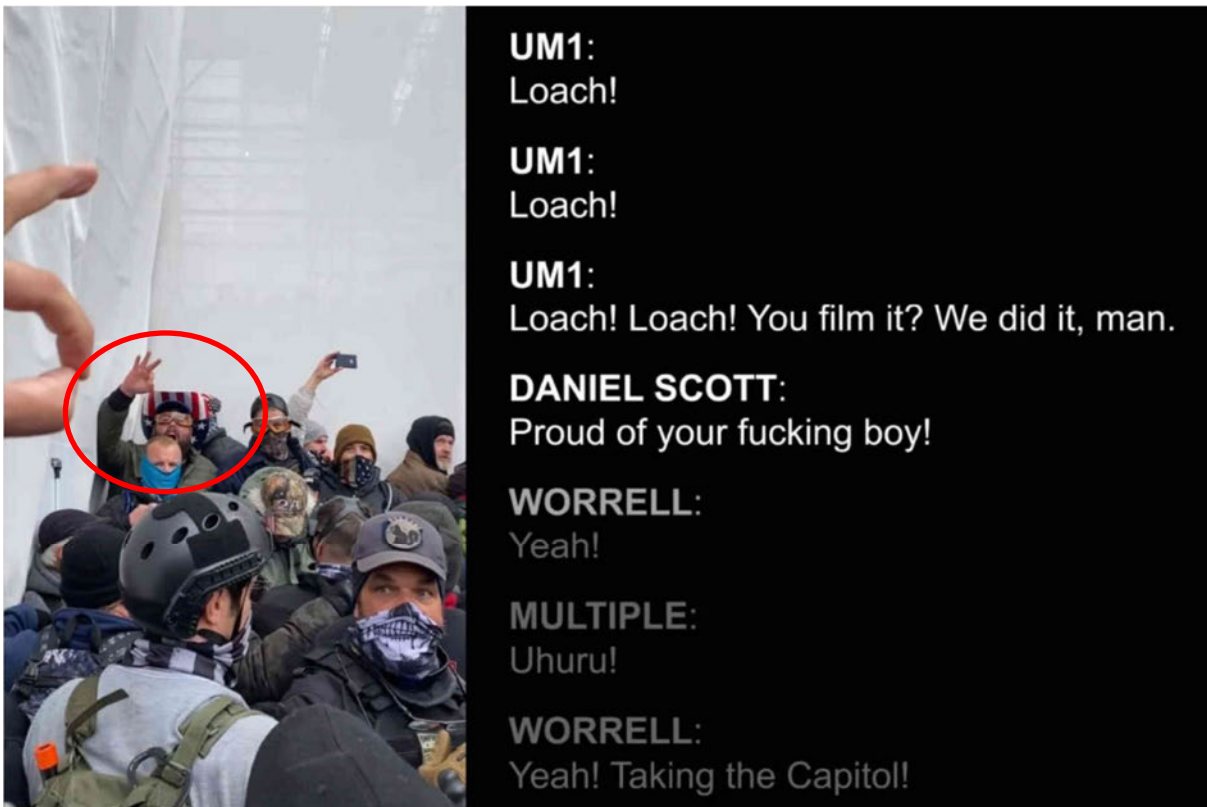 UM1:
Loach!
UM1:
Loach!
UM1:
Loach! Loach! You film it? We did it, man.
DANIEL SCOTT:
Proud of your fucking boy!
WORRELL:
Yeah!
MULTIPLE:
Uhuru!
WORRELL:
Yeah! Taking the Capitol!